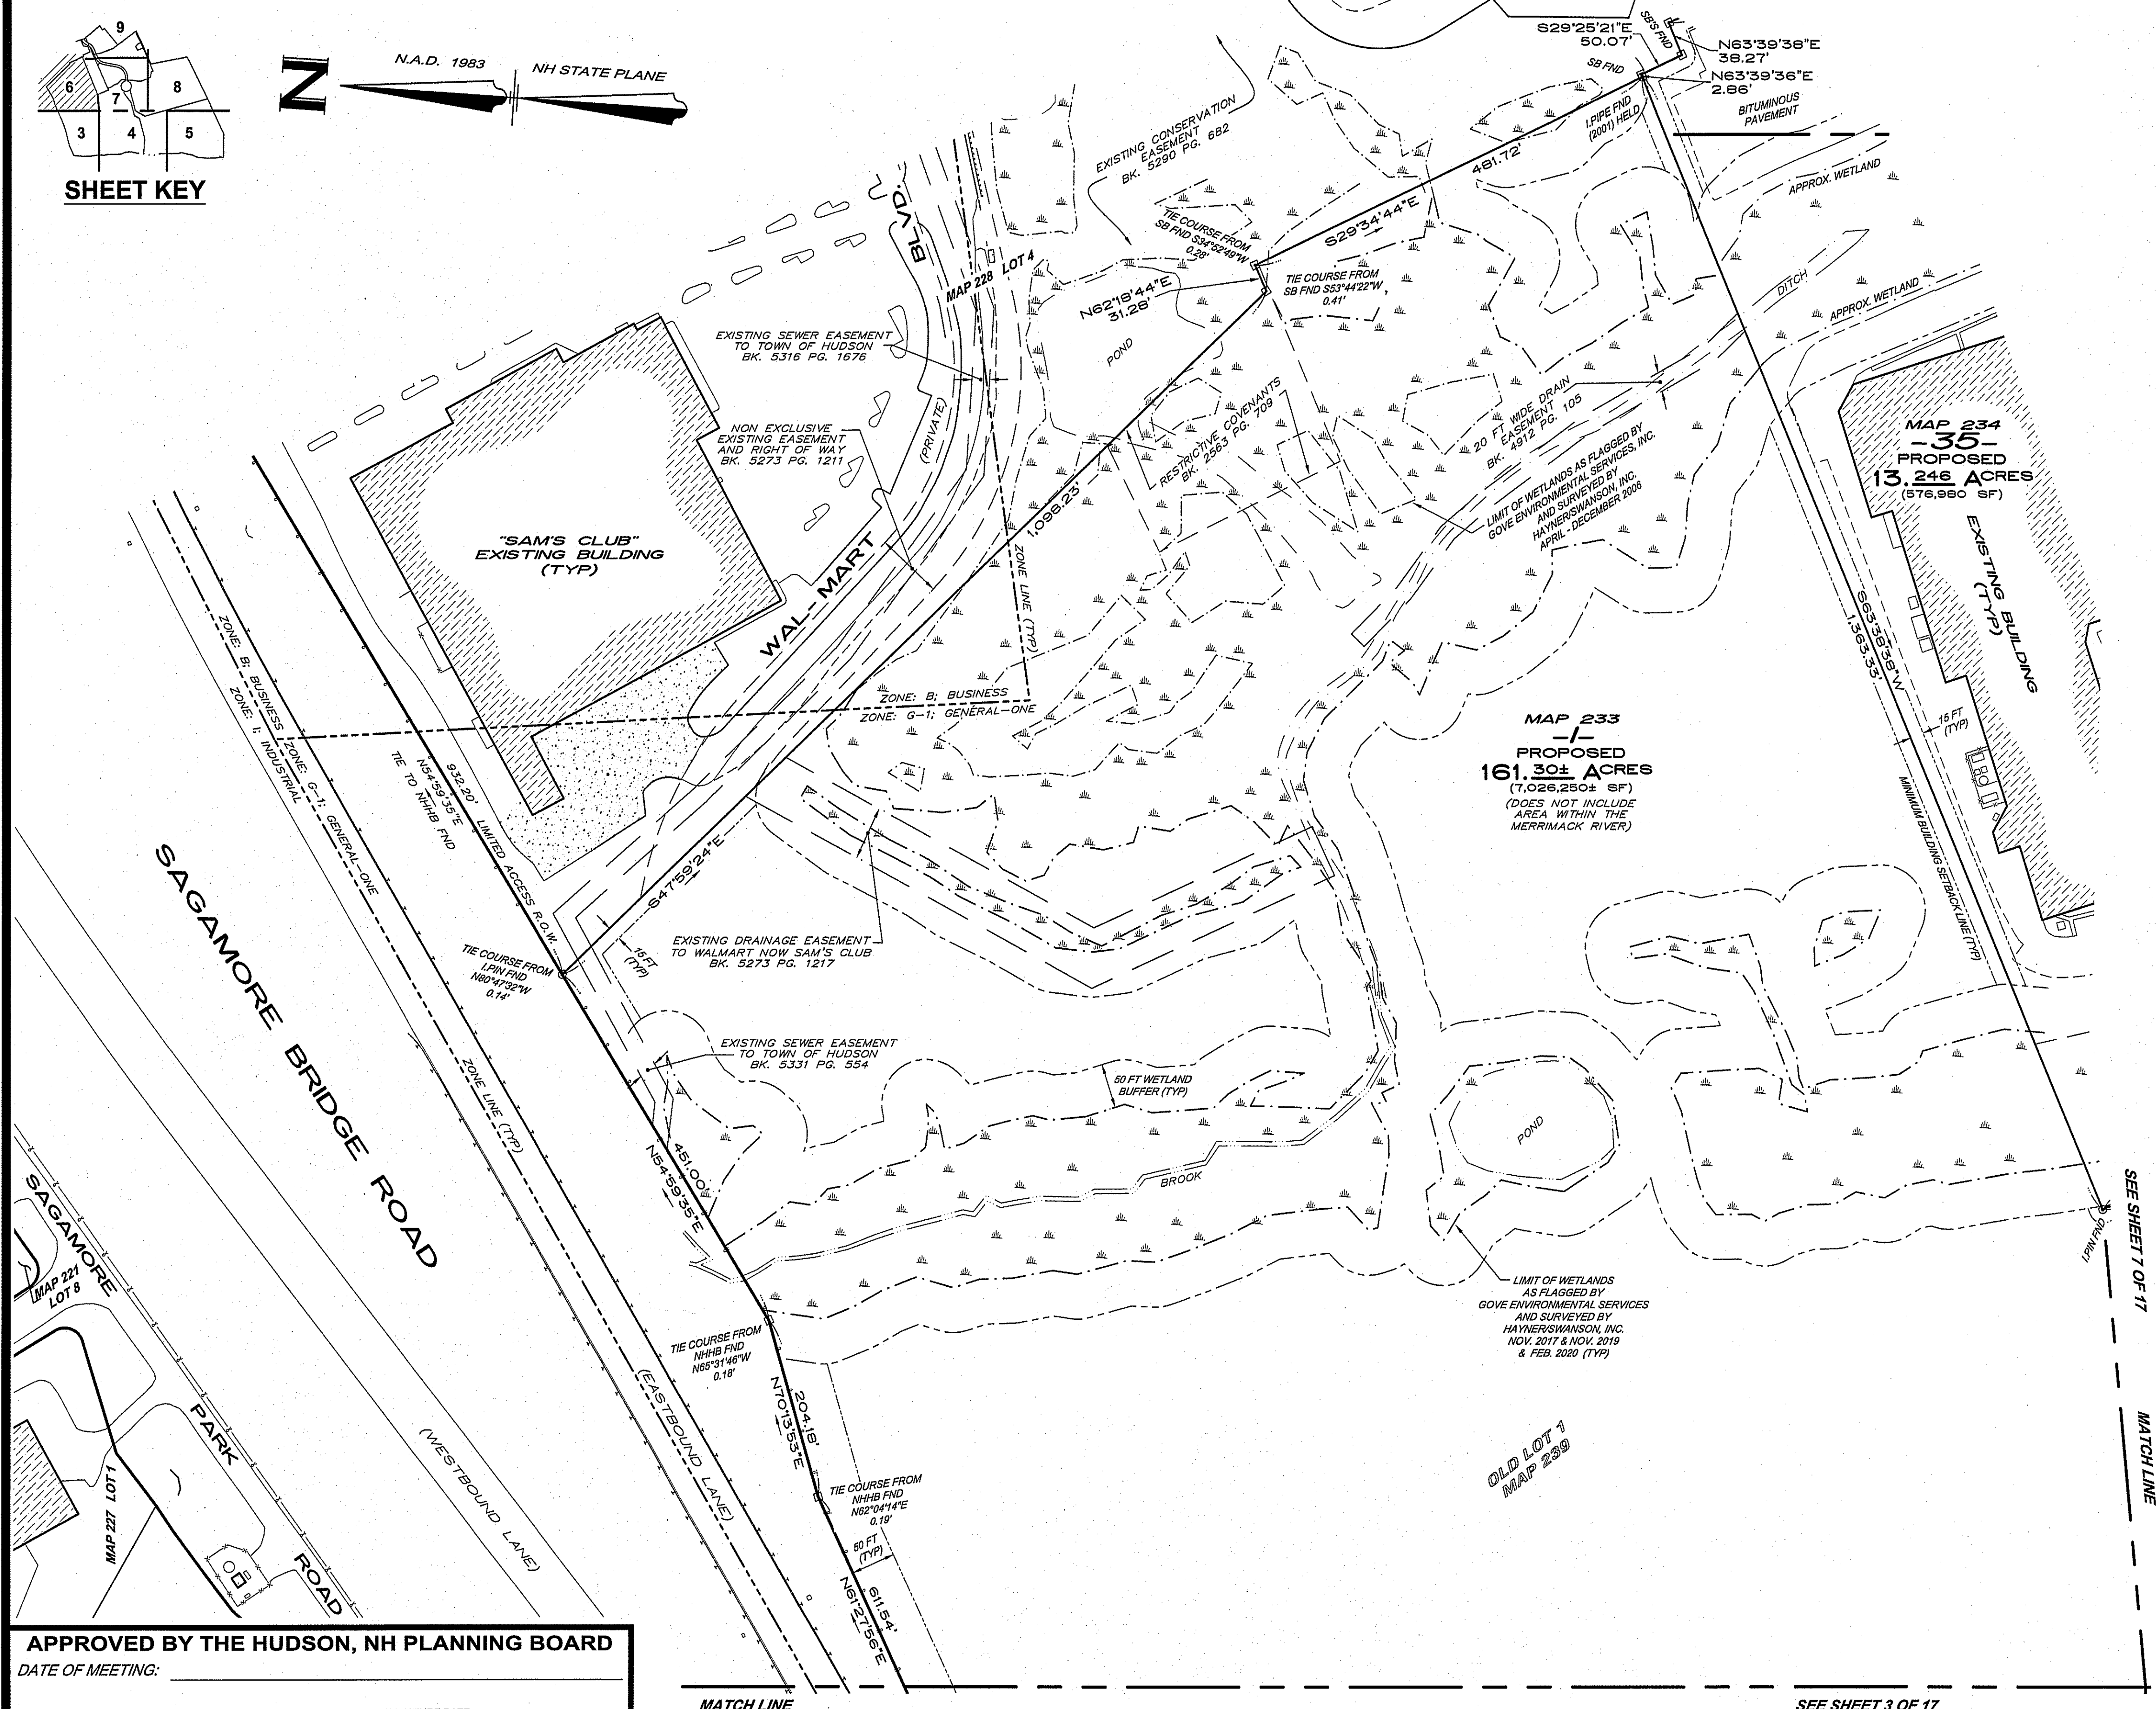 9
6
7
8
3
4
5
SHEET KEY
N
N.A.D. 1983
NH STATE PLANE
S29°25'21"E
50.07'
SB'S FND
N63°39'38"E
38.27'
SB FND
N63°39'36"E
2.86'
I.PIPE FND
(2001) HELD
BITUMINOUS
PAVEMENT
APPROX. WETLAND
EXISTING CONSERVATION
EASEMENT
BK. 5290 PG. 682
481.72'
S29°34'44"E
TIE COURSE FROM
SB FND S34°52'49"W
0.28'
TIE COURSE FROM
SB FND S53°44'22"W
0.41'
N62°18'44"E
31.28'
POND
BLVD.
MAP 228 LOT 4
DITCH
APPROX. WETLAND
EXISTING SEWER EASEMENT
TO TOWN OF HUDSON
BK. 5316 PG. 1676
NON EXCLUSIVE
EXISTING EASEMENT
AND RIGHT OF WAY
BK. 5273 PG. 1211
(PRIVATE)
WAL-MART
1,098.23'
RESTRICTIVE COVENANTS
BK. 2563 PG. 709
20 FT WIDE DRAIN
EASEMENT
BK. 4912 PG. 105
LIMIT OF WETLANDS AS FLAGGED BY
GOVE ENVIRONMENTAL SERVICES, INC.
AND SURVEYED BY
HAYNER/SWANSON, INC.
APRIL - DECEMBER 2006
MAP 234
-35-
PROPOSED
13.246 ACRES
(576,980 SF)
EXISTING BUILDING
(TYP)
"SAM'S CLUB"
EXISTING BUILDING
(TYP)
ZONE LINE (TYP)
ZONE: B; BUSINESS
ZONE: G-1; GENERAL-ONE
ZONE: B; BUSINESS
ZONE: I; INDUSTRIAL
ZONE: G-1; GENERAL-ONE
932.20'
N54°59'35"E
TIE TO NHHB FND
LIMITED ACCESS R.O.W.
S63°38'38"W
1,363.33'
15 FT
(TYP)
MINIMUM BUILDING SETBACK LINE (TYP)
MAP 233
-1-
PROPOSED
161.30± ACRES
(7,026,250± SF)
(DOES NOT INCLUDE
AREA WITHIN THE
MERRIMACK RIVER)
S47°59'24"E
15 FT
(TYP)
TIE COURSE FROM
I.PIN FND
N80°47'32"W
0.14'
EXISTING DRAINAGE EASEMENT
TO WALMART NOW SAM'S CLUB
BK. 5273 PG. 1217
EXISTING SEWER EASEMENT
TO TOWN OF HUDSON
BK. 5331 PG. 554
50 FT WETLAND
BUFFER (TYP)
POND
BROOK
451.00'
N54°59'35"E
ZONE LINE (TYP)
SAGAMORE BRIDGE ROAD
SAGAMORE
PARK
ROAD
MAP 221
LOT 8
MAP 227 LOT 1
(WESTBOUND LANE)
(EASTBOUND LANE)
TIE COURSE FROM
NHHB FND
N65°31'46"W
0.18'
204.18'
N70°13'53"E
TIE COURSE FROM
NHHB FND
N62°04'14"E
0.19'
50 FT
(TYP)
611.54'
N61°27'56"E
LIMIT OF WETLANDS
AS FLAGGED BY
GOVE ENVIRONMENTAL SERVICES
AND SURVEYED BY
HAYNER/SWANSON, INC.
NOV. 2017 & NOV. 2019
& FEB. 2020 (TYP)
OLD LOT 1
MAP 239
I.PIN FND
SEE SHEET 7 OF 17
MATCH LINE
APPROVED BY THE HUDSON, NH PLANNING BOARD
DATE OF MEETING:
MATCH LINE
SEE SHEET 3 OF 17